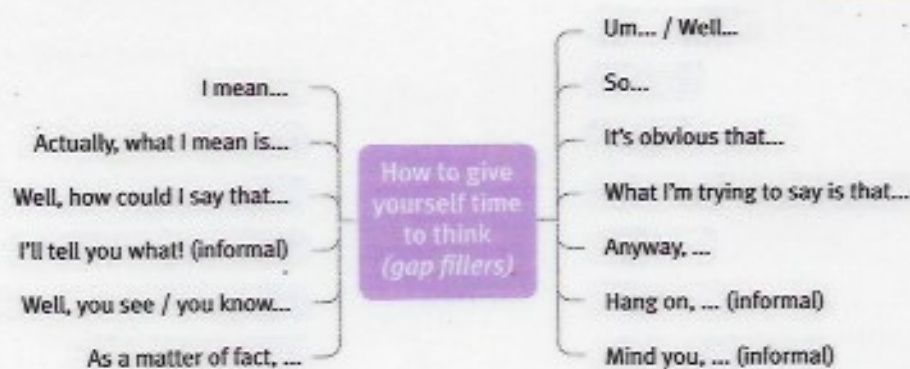 I mean...
Actually, what I mean is...
Well, how could I say that...
I'll tell you what! (informal)
Well, you see / you know...
As a matter of fact, ...
How to give
yourself time
to think
(gap fillers)
Um... / Well...
So...
It's obvious that...
What I'm trying to say is that...
Anyway, ...
Hang on, ... (informal)
Mind you, ... (informal)